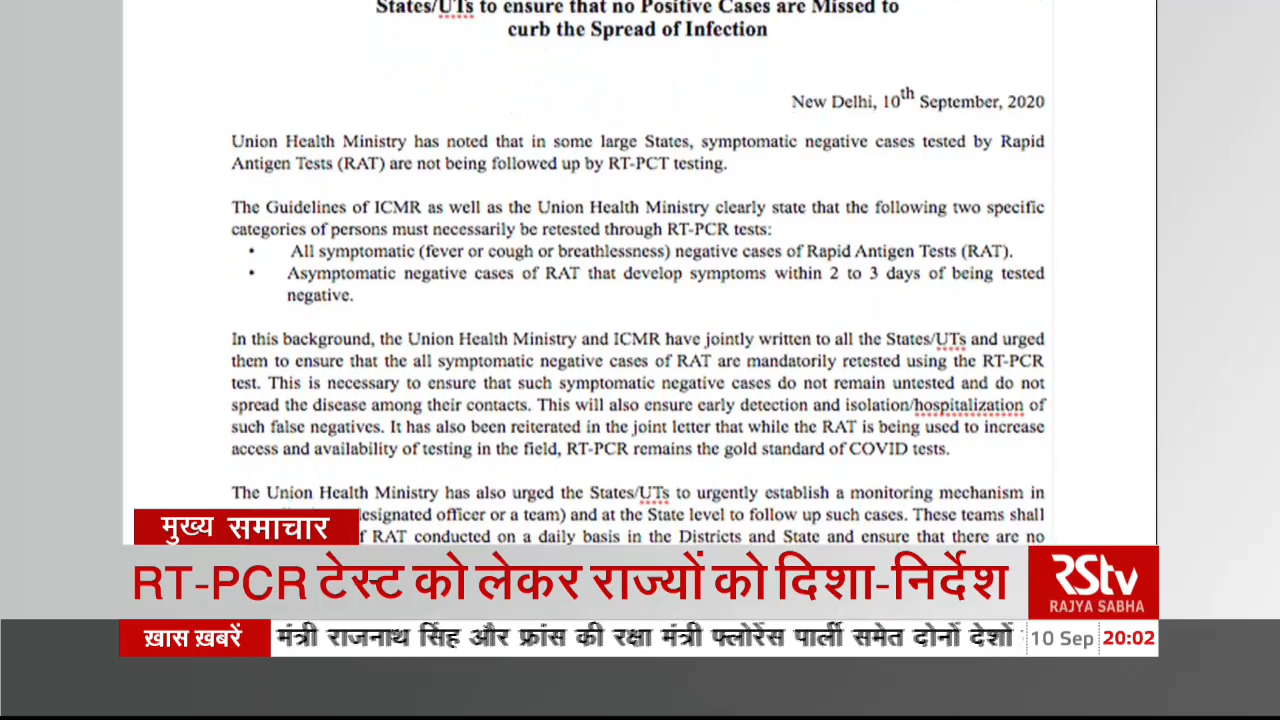 States/UTs to ensure that no Positive Cases are Missed to
curb the Spread of Infection
New Delhi, 10th September, 2020
Union Health Ministry has noted that in some large States, symptomatic negative cases tested by Rapid
Antigen Tests (RAT) are not being followed up by RT-PCT testing.
The Guidelines of ICMR as well as the Union Health Ministry clearly state that the following two specific
categories of persons must necessarily be retested through RT-PCR tests:
• All symptomatic (fever or cough or breathlessness) negative cases of Rapid Antigen Tests (RAT).
• Asymptomatic negative cases of RAT that develop symptoms within 2 to 3 days of being tested
negative.
In this background, the Union Health Ministry and ICMR have jointly written to all the States/UTs and urged
them to ensure that the all symptomatic negative cases of RAT are mandatorily retested using the RT-PCR
test. This is necessary to ensure that such symptomatic negative cases do not remain untested and do not
spread the disease among their contacts. This will also ensure early detection and isolation/hospitalization of
such false negatives. It has also been reiterated in the joint letter that while the RAT is being used to increase
access and availability of testing in the field, RT-PCR remains the gold standard of COVID tests.
The Union Health Ministry has also urged the States/UTs to urgently establish a monitoring mechanism in
officer or a team) and at the State level to follow up such cases. These teams shall
RAT conducted on a daily basis in the Districts and State and ensure that there are no
मुख्य समाचार
RT-PCR टेस्ट को लेकर राज्यों को दिशा-निर्देश
RStv
RAJYA SABHA
ख़ास ख़बरें
मंत्री राजनाथ सिंह और फ्रांस की रक्षा मंत्री फ्लोरेंस पार्ली समेत दोनों देशों
10 Sep 20:02